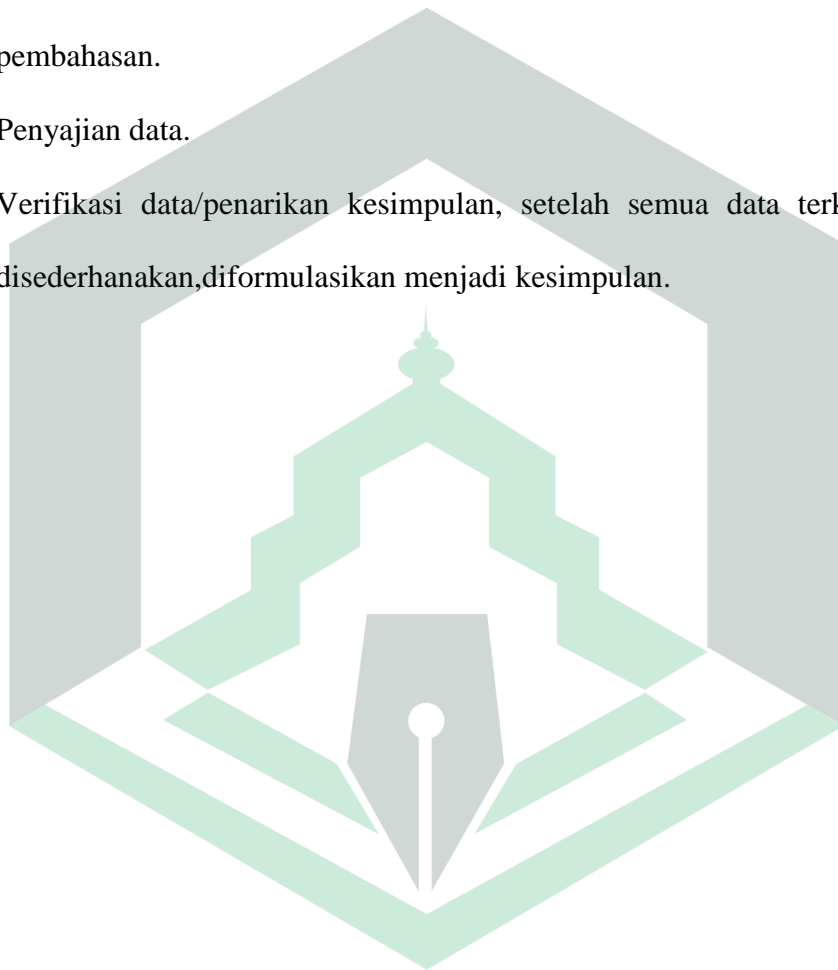 pembahasan.
Penyajian data.
Verifikasi data/penarikan kesimpulan, setelah semua data
disederhanakan,diformulasikan menjadi kesimpulan.